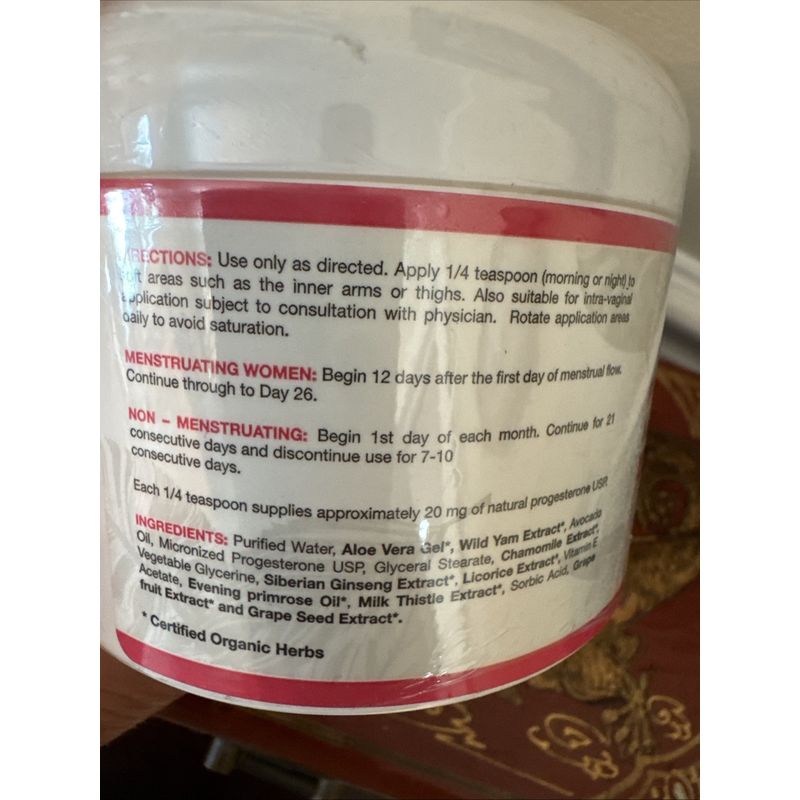 RECTIONS: Use only as directed. Apply 1/4 teaspoon (morning or night) to
oft areas such as the inner arms or thighs. Also suitable for intra-vaginal
application subject to consultation with physician. Rotate application areas
daily to avoid saturation.
MENSTRUATING WOMEN: Begin 12 days after the first day of menstrual flow.
Continue through to Day 26.
NON - MENSTRUATING: Begin 1st day of each month. Continue for 21
consecutive days and discontinue use for 7-10
consecutive days.
Each 1/4 teaspoon supplies approximately 20 mg of natural progesterone USP.
INGREDIENTS: Purified Water, Aloe Vera Gel*, Wild Yam Extract*, Avocado
Oil, Micronized Progesterone USP, Glyceral Stearate, Chamomile Extract*,
Vegetable Glycerine, Siberian Ginseng Extract*, Licorice Extract*, Vitamin E
Acetate, Evening primrose Oil*, Milk Thistle Extract*, Sorbic Acid, Grape
fruit Extract* and Grape Seed Extract*.
* Certified Organic Herbs